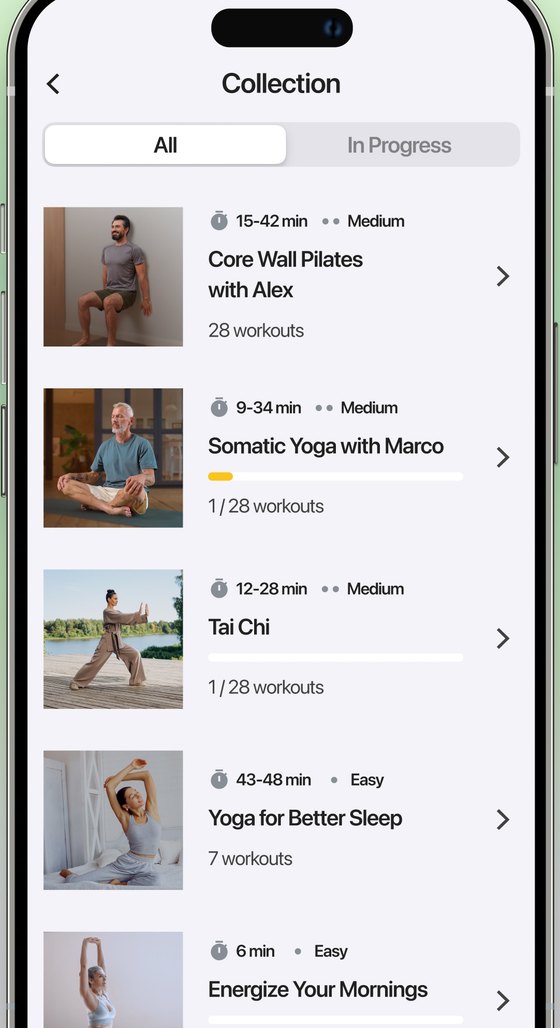 Collection
All
In Progress
15-42 min •• Medium
Core Wall Pilates
with Alex
28 workouts
9-34 min •• Medium
Somatic Yoga with Marco
1 / 28 workouts
12-28 min •• Medium
Tai Chi
1 / 28 workouts
43-48 min • Easy
Yoga for Better Sleep
7 workouts
6 min • Easy
Energize Your Mornings